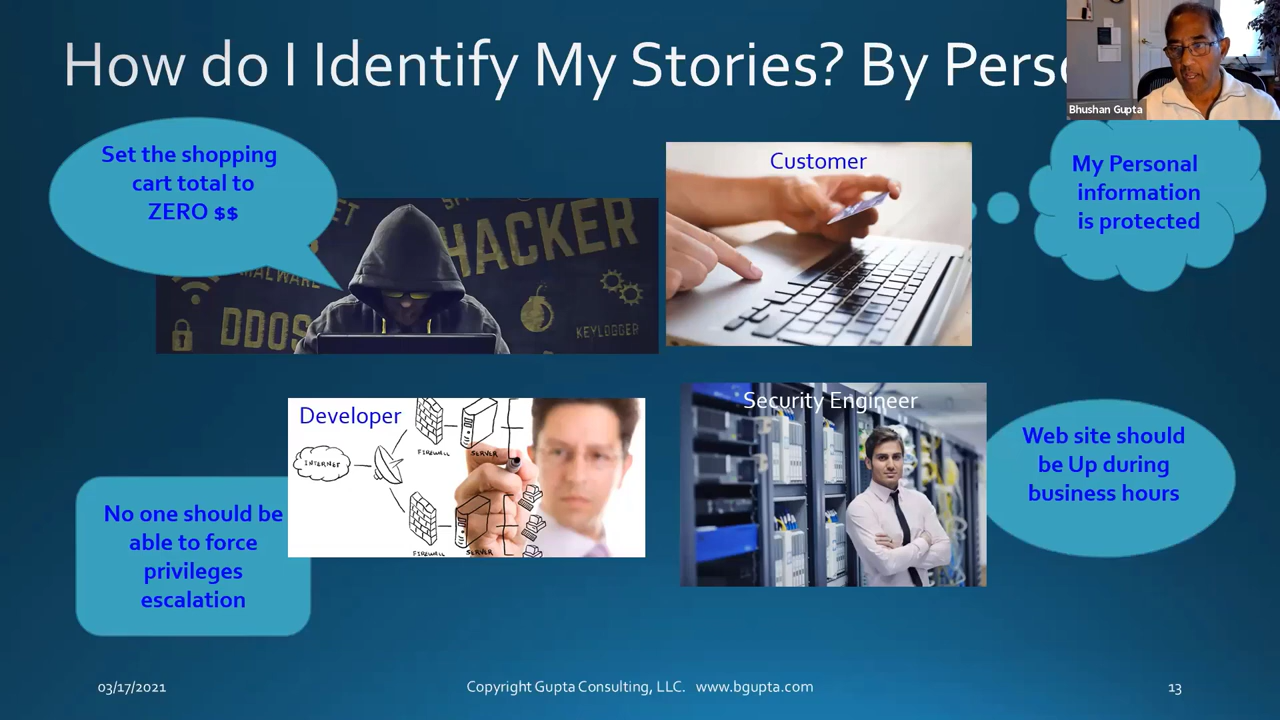 How do I Identify My Stories? By Perso
Bhushan Gupta
Set the shopping
cart total to
ZERO $$
HACKER
MALWARE
DDOS
KEYLOGGER
Customer
My Personal
information
is protected
Developer
INTERNET
FIREWALL
SERVER
FIREWALL
SERVER
Security Engineer
Web site should
be Up during
business hours
No one should be
able to force
privileges
escalation
03/17/2021
Copyright Gupta Consulting, LLC. www.bgupta.com
13